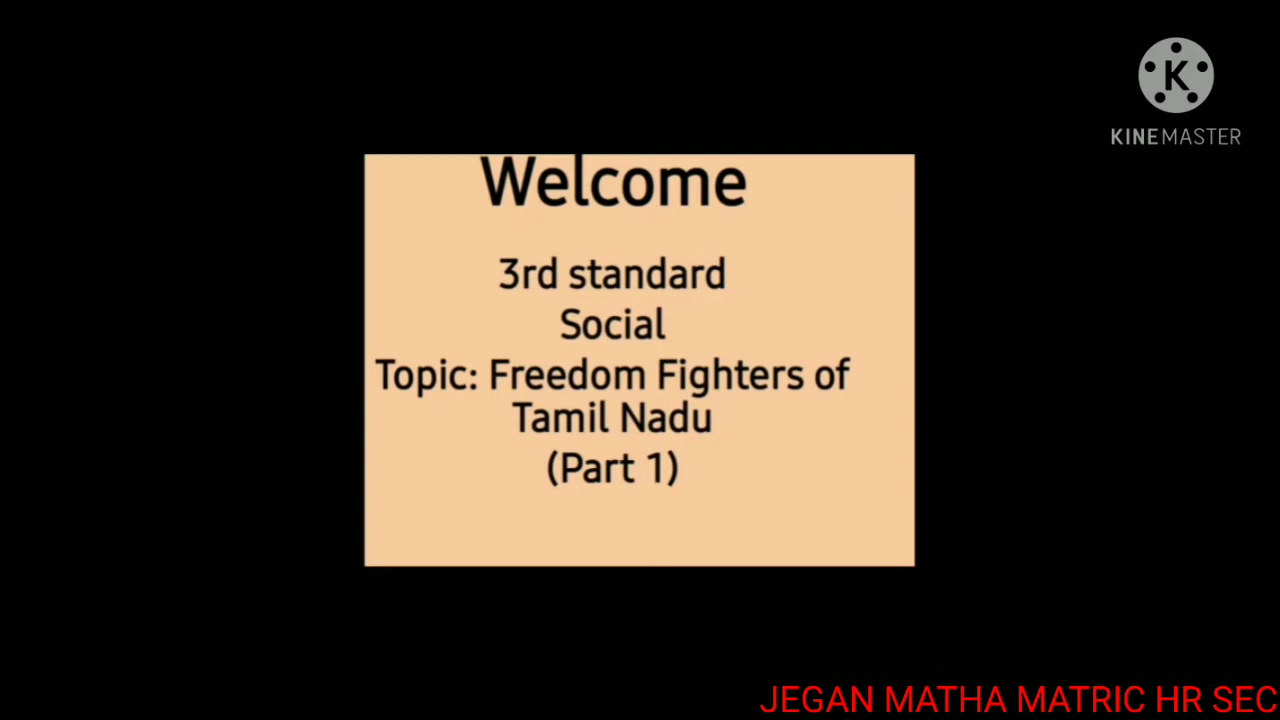 K
KINEMASTER
Welcome
3rd standard
Social
Topic: Freedom Fighters of
Tamil Nadu
(Part 1)
JEGAN MATHA MATRIC HR SEC